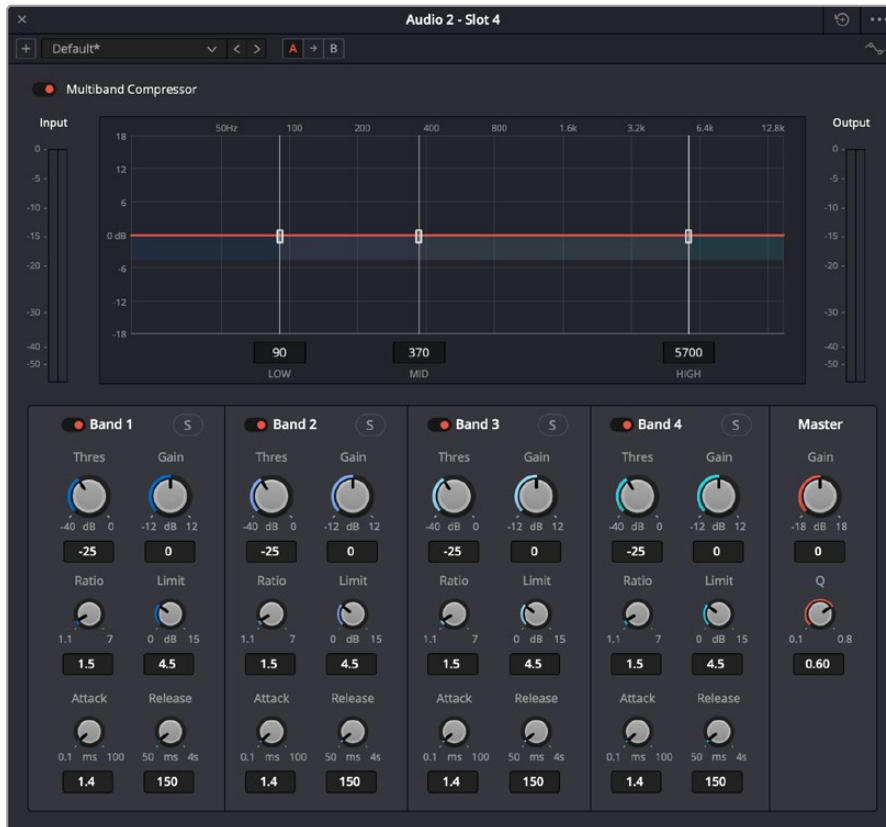 Audio 2 - Slot 4
Default*
A B
Multiband Compressor
Input
Output
50Hz 100 200 400 800 1.6k 3.2k 6.4k 12.8k
18
12
6
0 dB
-6
-12
-18
0
-5
-10
-15
-20
-30
-40
-50
0
-5
-10
-15
-20
-30
-40
-50
90 370 5700
LOW MID HIGH
Band 1 S
Thres Gain
-40 dB 0 -12 dB 12
-25 0
Ratio Limit
1.1 7 0 dB 15
1.5 4.5
Attack Release
0.1 ms 100 50 ms 4s
1.4 150
Band 2 S
Thres Gain
-40 dB 0 -12 dB 12
-25 0
Ratio Limit
1.1 7 0 dB 15
1.5 4.5
Attack Release
0.1 ms 100 50 ms 4s
1.4 150
Band 3 S
Thres Gain
-40 dB 0 -12 dB 12
-25 0
Ratio Limit
1.1 7 0 dB 15
1.5 4.5
Attack Release
0.1 ms 100 50 ms 4s
1.4 150
Band 4 S
Thres Gain
-40 dB 0 -12 dB 12
-25 0
Ratio Limit
1.1 7 0 dB 15
1.5 4.5
Attack Release
0.1 ms 100 50 ms 4s
1.4 150
Master
Gain
-18 dB 18
0
Q
0.1 0.8
0.60